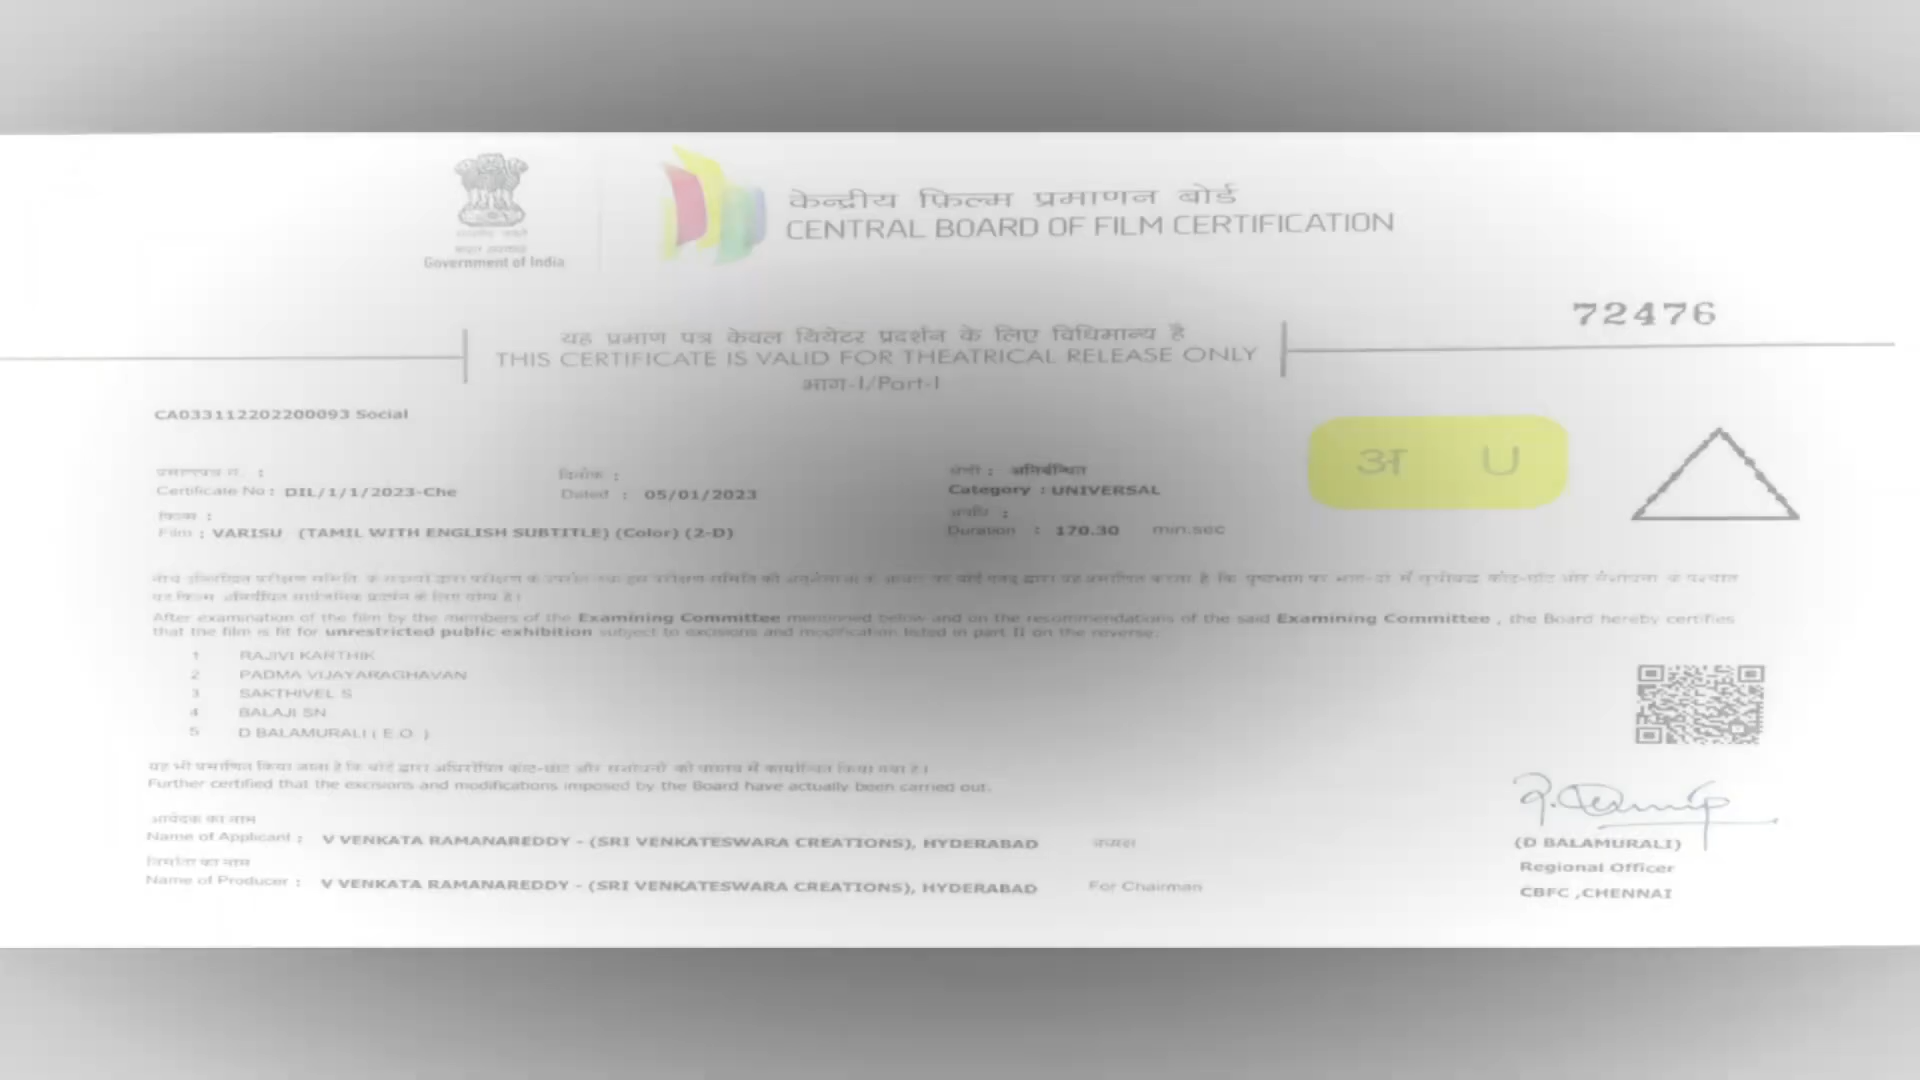 Government of India
केन्द्रीय फ़िल्म प्रमाणन बोर्ड
CENTRAL BOARD OF FILM CERTIFICATION
72476
यह प्रमाण पत्र केवल थियेटर प्रदर्शन के लिए विधिमान्य है
THIS CERTIFICATE IS VALID FOR THEATRICAL RELEASE ONLY
भाग-I/Part-I
CA033112202200093 Social
अ U
दिनांक :
श्रेणी : अनिर्बन्धित
Certificate No : DIL/1/1/2023-Che
Dated : 05/01/2023
Category : UNIVERSAL
फिल्म :
अवधि :
Film : VARISU (TAMIL WITH ENGLISH SUBTITLE) (Color) (2-D)
Duration : 170.30 min.sec
After examination of the film by the members of the Examining Committee mentioned below and on the recommendations of the said Examining Committee , the Board hereby certifies
that the film is fit for unrestricted public exhibition subject to excisions and modification listed in part II on the reverse.
1 RAJIVI KARTHIK
2 PADMA VIJAYARAGHAVAN
3 SAKTHIVEL S
4 BALAJI SN
5 D BALAMURALI ( E.O. )
Further certified that the excisions and modifications imposed by the Board have actually been carried out.
आवेदक का नाम
Name of Applicant : V VENKATA RAMANAREDDY - (SRI VENKATESWARA CREATIONS), HYDERABAD
निर्माता का नाम
Name of Producer : V VENKATA RAMANAREDDY - (SRI VENKATESWARA CREATIONS), HYDERABAD
For Chairman
(D BALAMURALI)
Regional Officer
CBFC ,CHENNAI